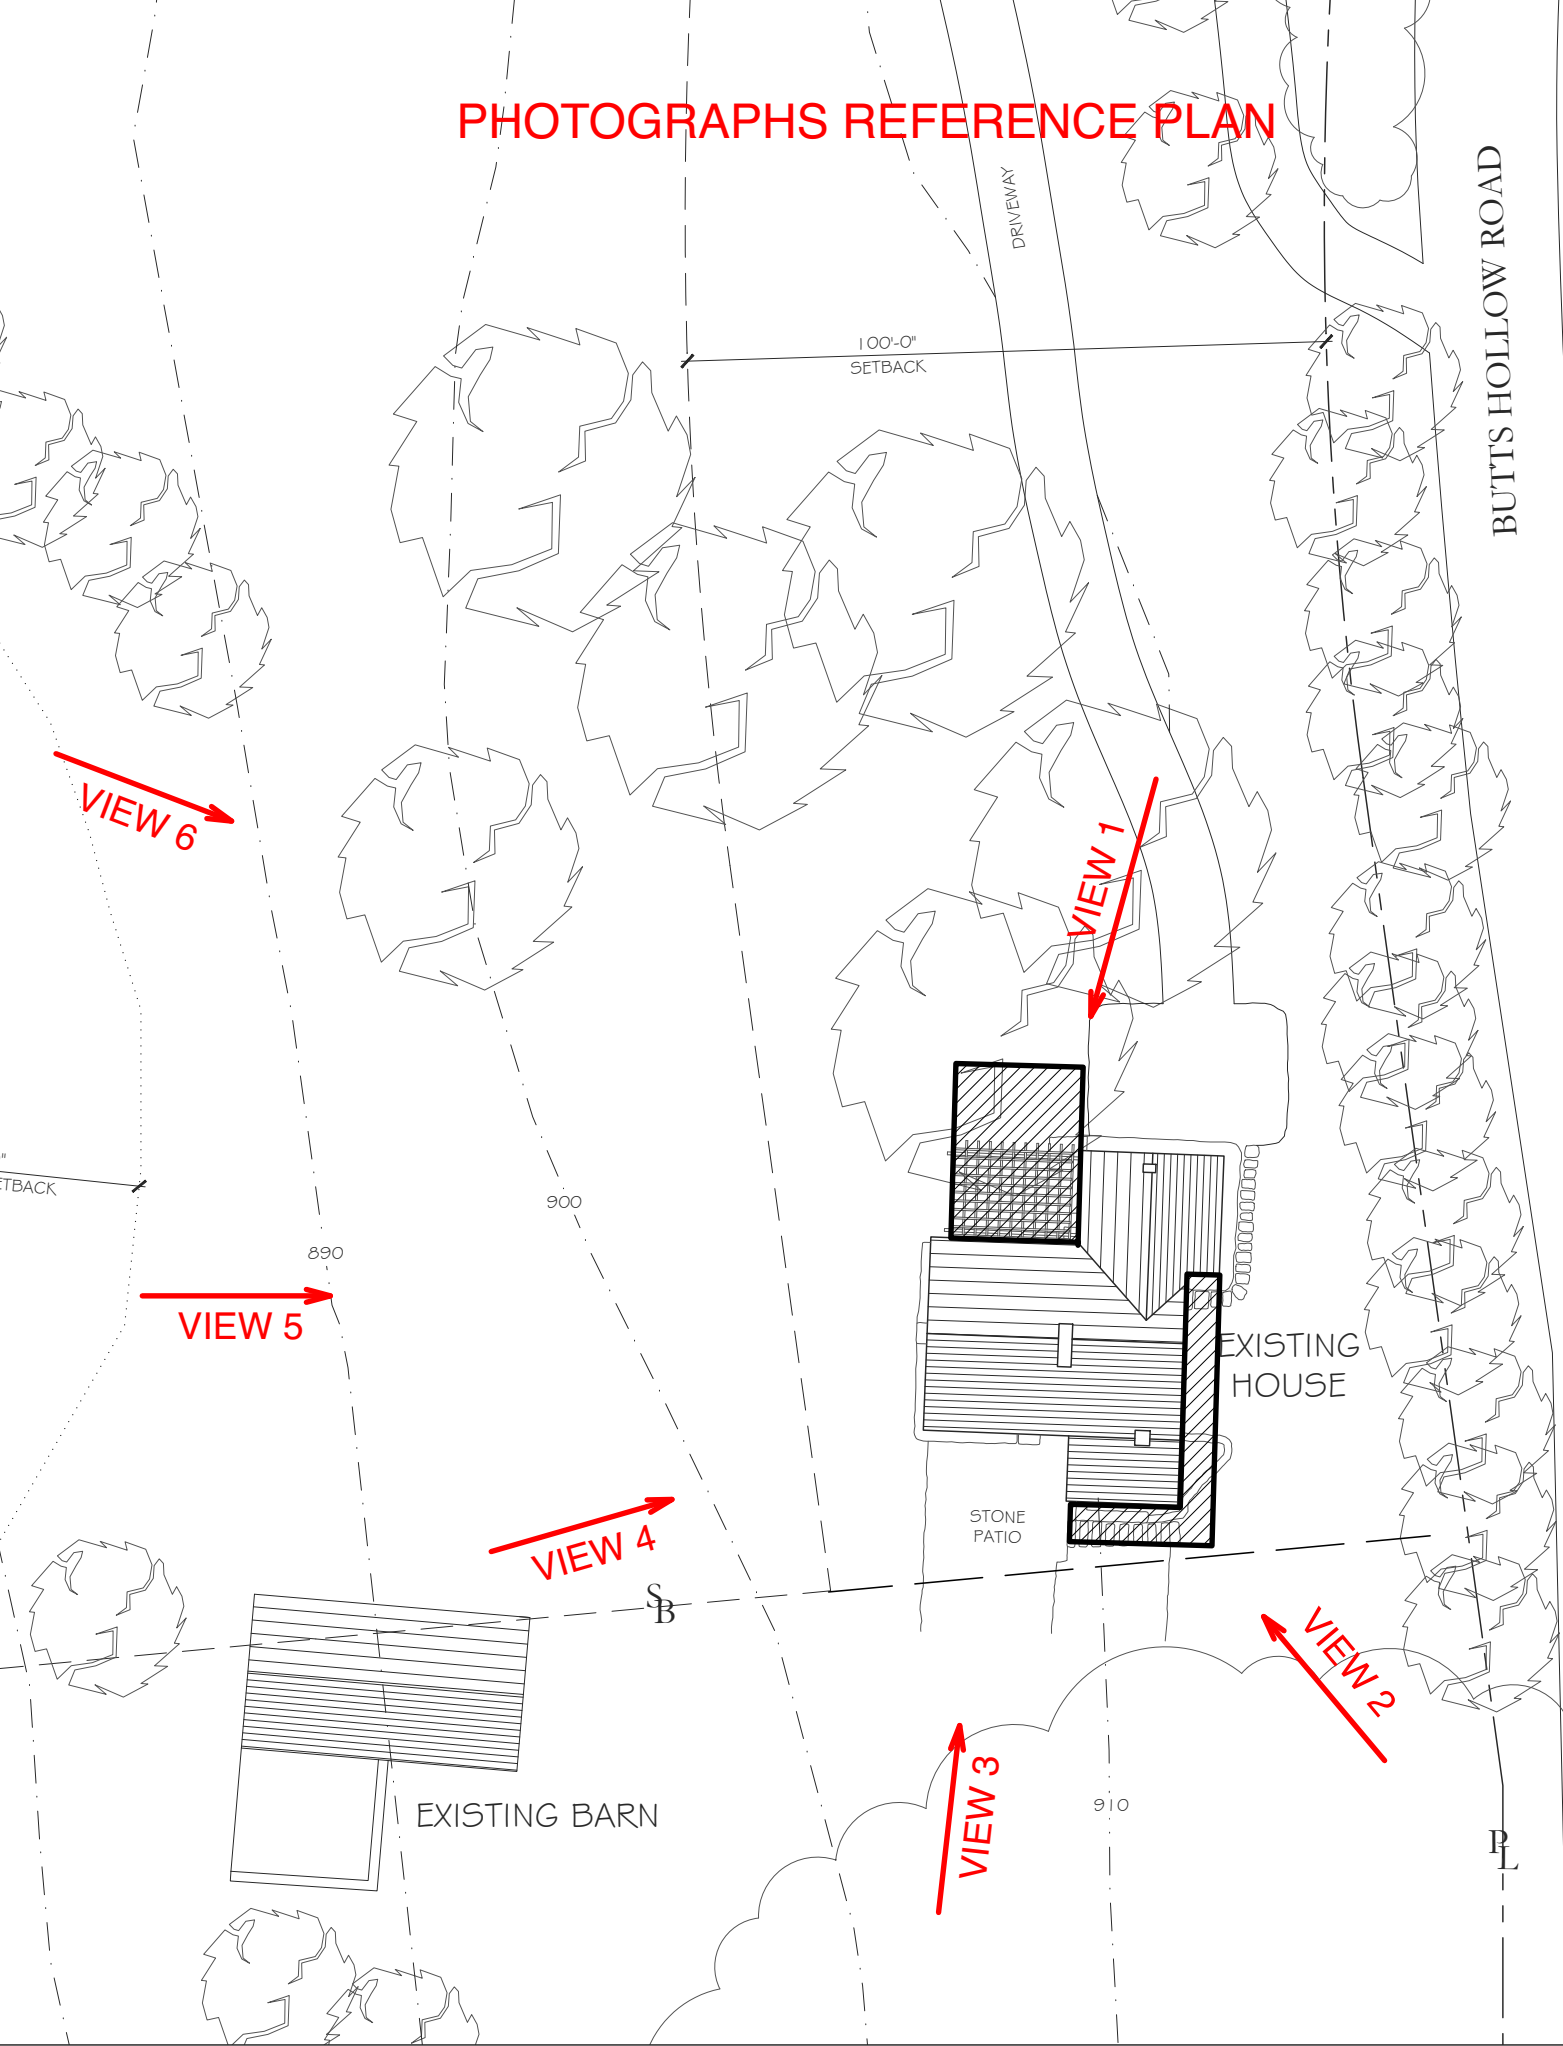 PHOTOGRAPHS REFERENCE PLAN
DRIVEWAY
BUTTS HOLLOW ROAD
100'-0"
SETBACK
VIEW 6
VIEW 1
"
ETBACK
900
890
VIEW 5
EXISTING
HOUSE
STONE
PATIO
VIEW 4
SB
VIEW 2
VIEW 3
EXISTING BARN
910
PL